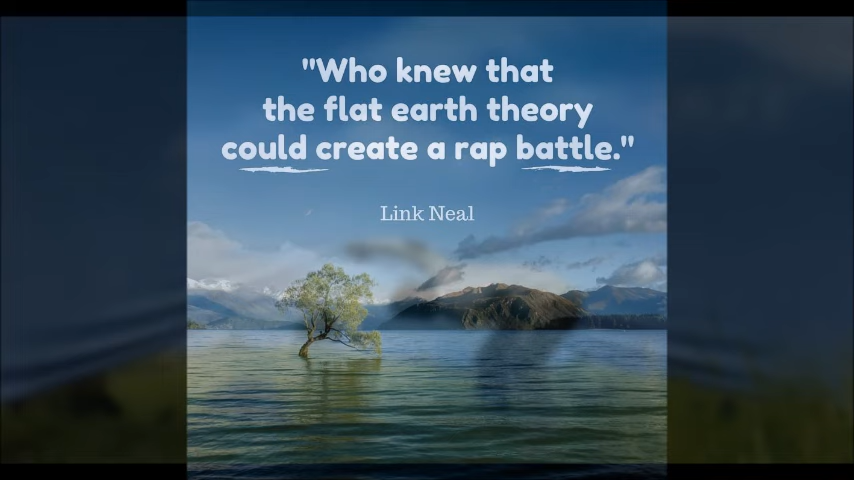 "Who knew that
the flat earth theory
could create a rap battle."
Link Neal